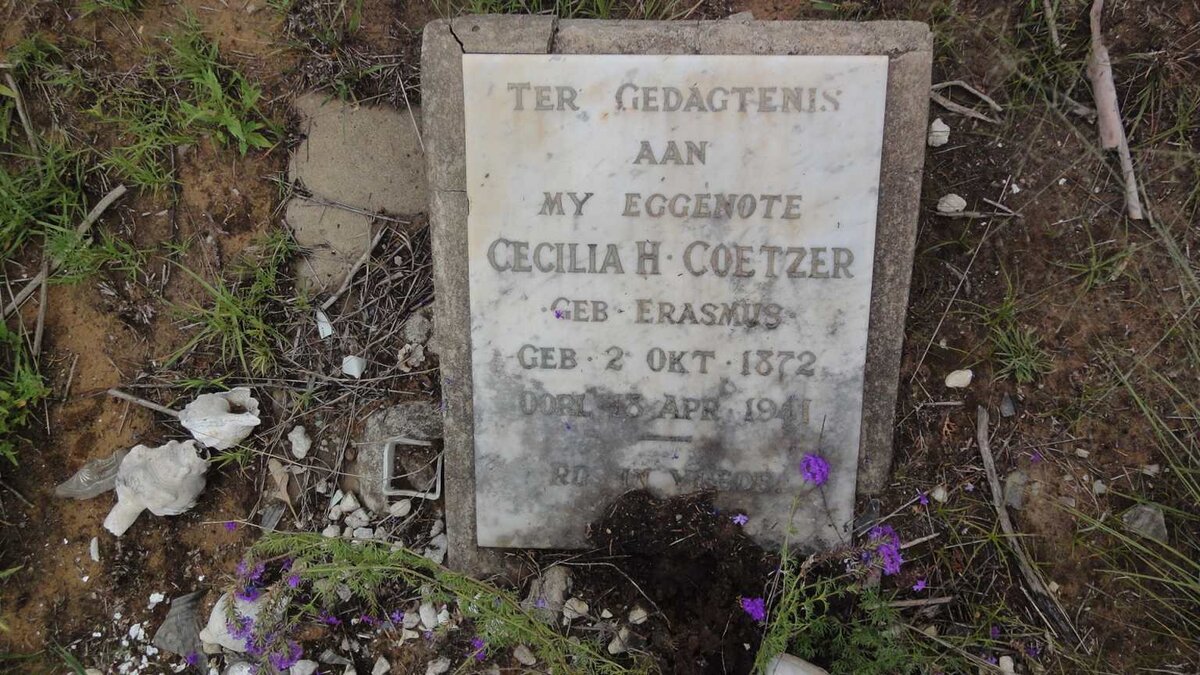 TER GEDAGTENIS
AAN
MY EGGENOTE
CECILIA H. COETZER
GEB. ERASMUS
GEB. 2 OKT. 1872
OORL. 13 APR. 1941